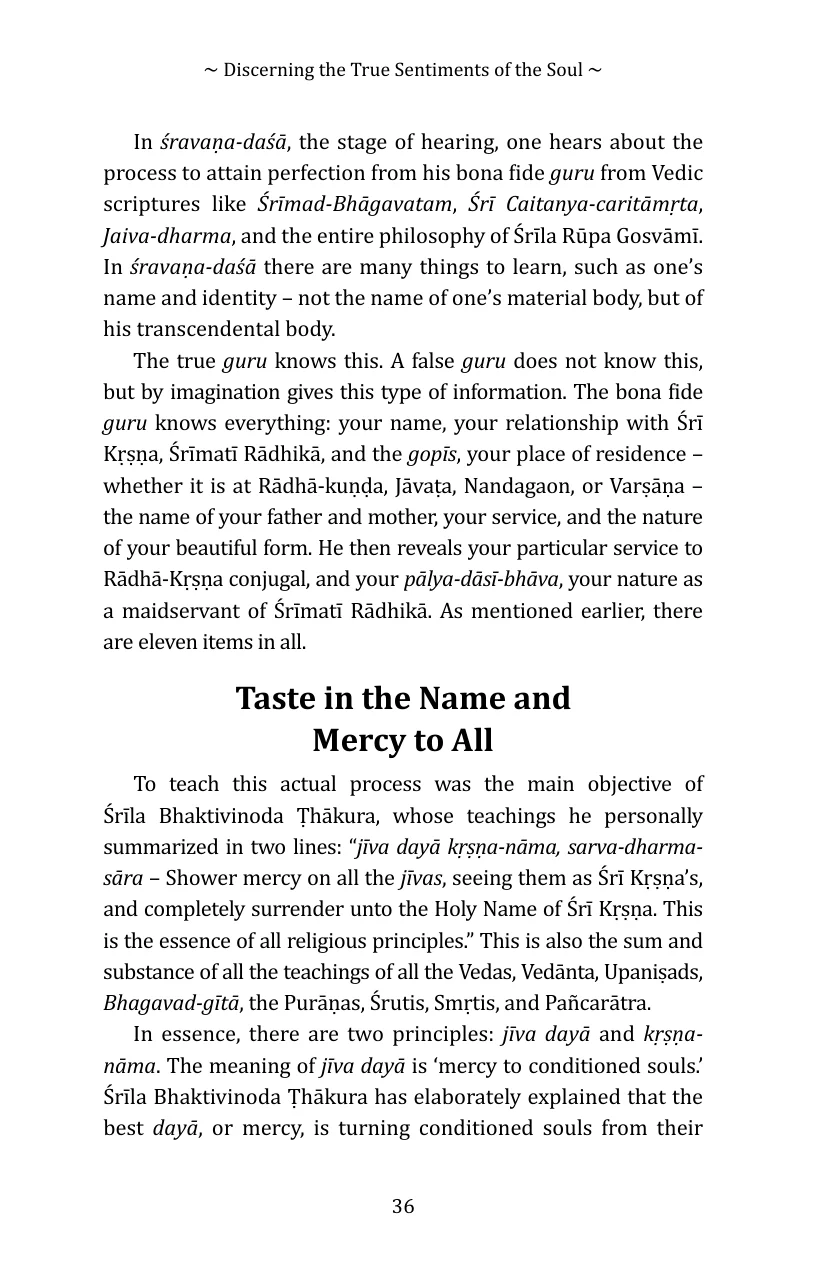 ~ Discerning the True Sentiments of the Soul ~
In śravaṇa-daśā, the stage of hearing, one hears about the
process to attain perfection from his bona fide guru from Vedic
scriptures like Śrīmad-Bhāgavatam, Śrī Caitanya-caritāmṛta,
Jaiva-dharma, and the entire philosophy of Śrīla Rūpa Gosvāmī.
In śravaṇa-daśā there are many things to learn, such as one’s
name and identity – not the name of one’s material body, but of
his transcendental body.
The true guru knows this. A false guru does not know this,
but by imagination gives this type of information. The bona fide
guru knows everything: your name, your relationship with Śrī
Kṛṣṇa, Śrīmatī Rādhikā, and the gopīs, your place of residence –
whether it is at Rādhā-kuṇḍa, Jāvaṭa, Nandagaon, or Varṣāṇa –
the name of your father and mother, your service, and the nature
of your beautiful form. He then reveals your particular service to
Rādhā-Kṛṣṇa conjugal, and your pālya-dāsī-bhāva, your nature as
a maidservant of Śrīmatī Rādhikā. As mentioned earlier, there
are eleven items in all.
Taste in the Name and
Mercy to All
To teach this actual process was the main objective of
Śrīla Bhaktivinoda Ṭhākura, whose teachings he personally
summarized in two lines: “jīva dayā kṛṣṇa-nāma, sarva-dharma-
sāra – Shower mercy on all the jīvas, seeing them as Śrī Kṛṣṇa’s,
and completely surrender unto the Holy Name of Śrī Kṛṣṇa. This
is the essence of all religious principles.” This is also the sum and
substance of all the teachings of all the Vedas, Vedānta, Upaniṣads,
Bhagavad-gītā, the Purāṇas, Śrutis, Smṛtis, and Pañcarātra.
In essence, there are two principles: jīva dayā and kṛṣṇa-
nāma. The meaning of jīva dayā is ‘mercy to conditioned souls.’
Śrīla Bhaktivinoda Ṭhākura has elaborately explained that the
best dayā, or mercy, is turning conditioned souls from their
36